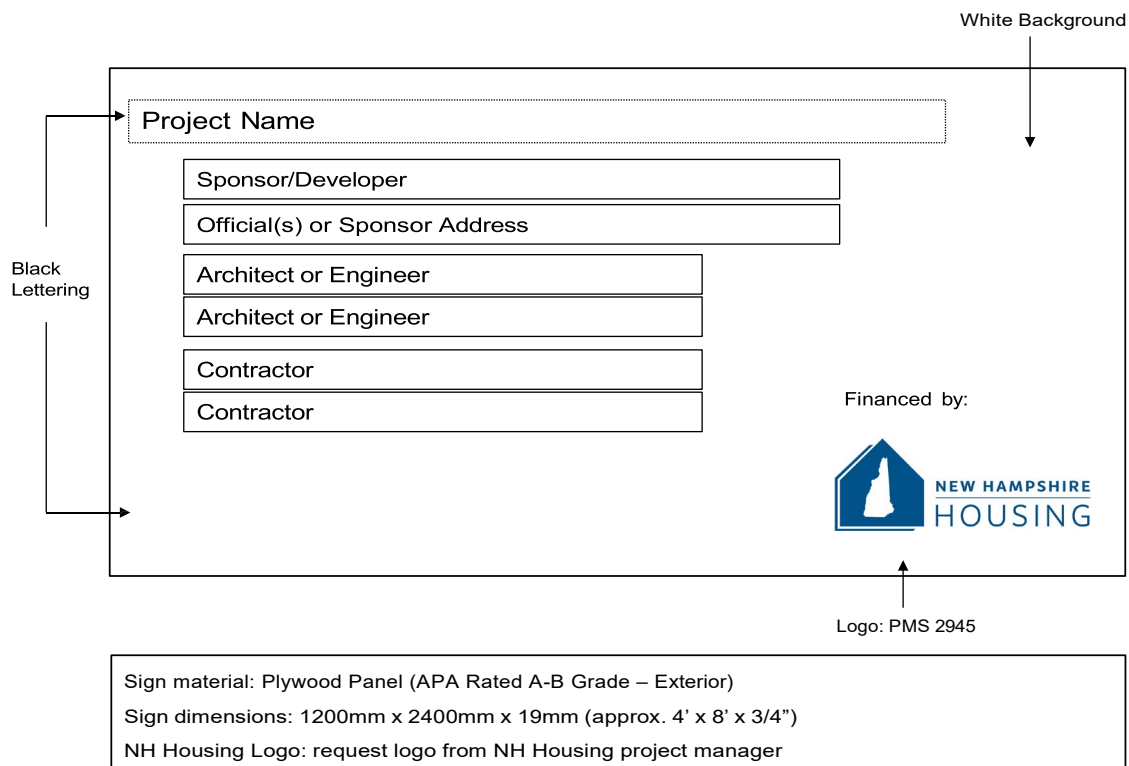 White Background
Project Name
Sponsor/Developer
Official(s) or Sponsor Address
Architect or Engineer
Architect or Engineer
Black
Lettering
Contractor
Contractor
Financed by:
NEW HAMPSHIRE
HOUSING
Logo: PMS 2945
Sign material: Plywood Panel (APA Rated A-B Grade – Exterior)
Sign dimensions: 1200mm x 2400mm x 19mm (approx. 4’ x 8’ x 3/4”)
NH Housing Logo: request logo from NH Housing project manager